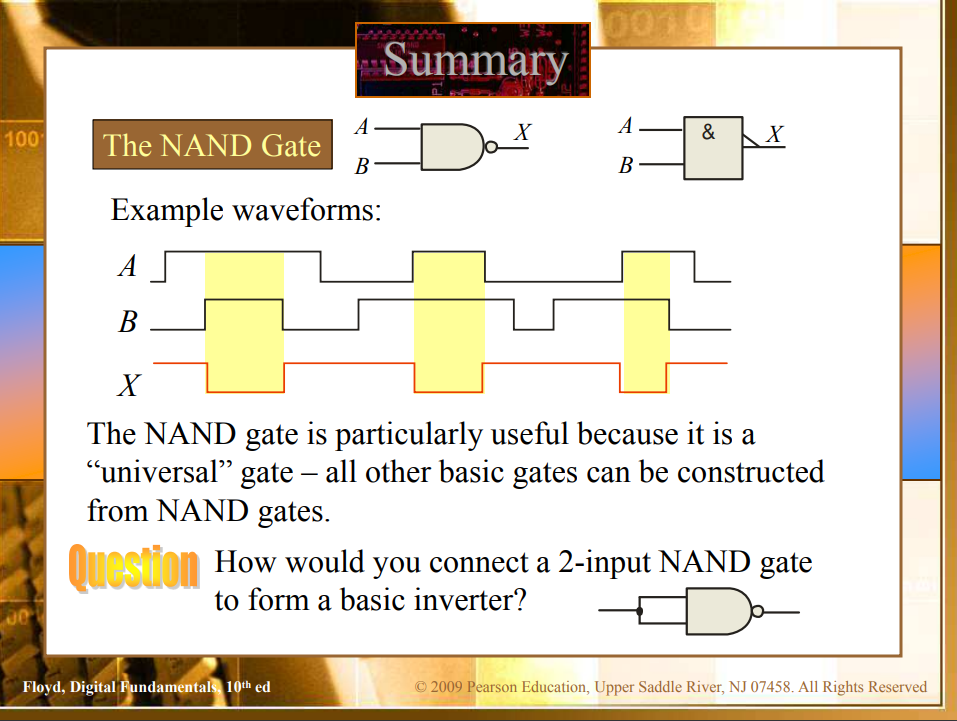 Summary
The NAND Gate
A
B
X
A
B
&
X
Example waveforms:
A
B
X
The NAND gate is particularly useful because it is a
“universal” gate – all other basic gates can be constructed
from NAND gates.
Question
How would you connect a 2-input NAND gate
to form a basic inverter?
Floyd, Digital Fundamentals, 10th ed
© 2009 Pearson Education, Upper Saddle River, NJ 07458. All Rights Reserved